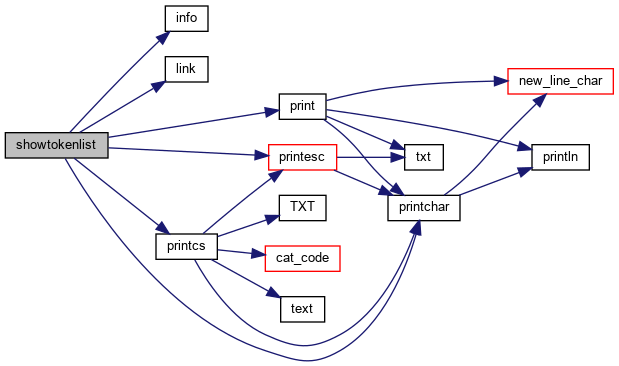 info
link
new_line_char
print
showtokenlist
printesc
txt
println
TXT
printchar
printcs
cat_code
text